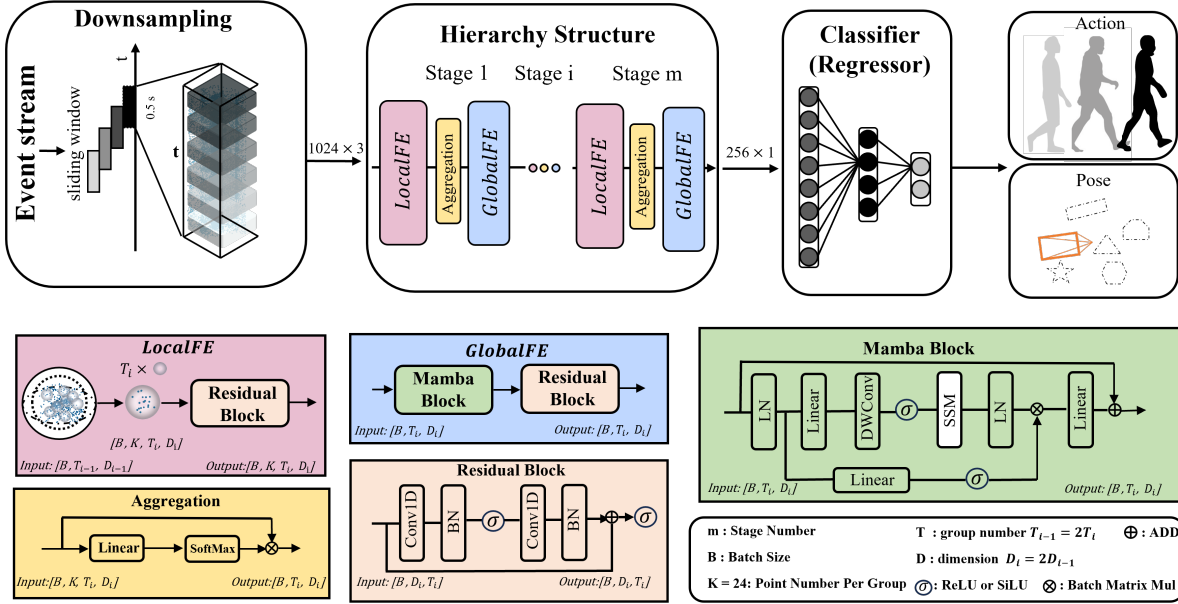 Downsampling
Event stream
sliding window
t
0.5 s
t
1024 × 3
Hierarchy Structure
Stage 1
Stage i
Stage m
LocalFE
Aggregation
GlobalFE
LocalFE
Aggregation
GlobalFE
256 × 1
Classifier
(Regressor)
Action
Pose
LocalFE
T_i ×
Residual
Block
[B, K, T_i, D_i]
Input: [B, T_{i−1}, D_{i−1}]
Output:[B, K, T_i, D_i]
Aggregation
Linear
SoftMax
Input:[B, K, T_i, D_i]
Output:[B, T_i, D_i]
GlobalFE
Mamba
Block
Residual
Block
Input: [B, T_i, D_i]
Output:[B, T_i, D_i]
Residual Block
Conv1D
BN
σ
Conv1D
BN
σ
Input:[B, D_i, T_i]
Output:[B, D_i, T_i]
Mamba Block
LN
Linear
DWConv
σ
SSM
LN
Linear
Linear
σ
Input:[B, T_i, D_i]
Output:[B, T_i, D_i]
m : Stage Number
T : group number T_{i−1} = 2T_i
⊕ : ADD
B : Batch Size
D : dimension D_i = 2D_{i−1}
K = 24: Point Number Per Group
σ : ReLU or SiLU
⊗ : Batch Matrix Mul